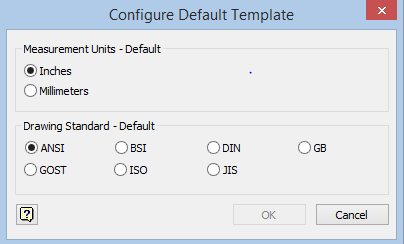 Configure Default Template
Measurement Units - Default
Inches
Millimeters
Drawing Standard - Default
ANSI BSI DIN GB
GOST ISO JIS
OK Cancel